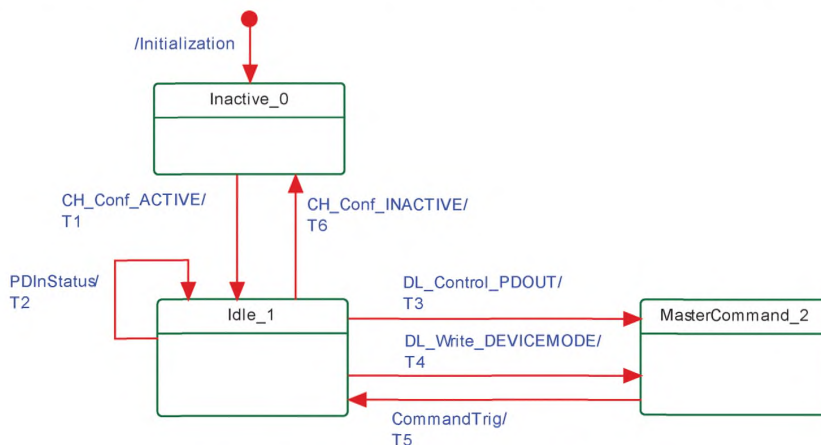 /Initialization
Inactive_0
CH_Conf_ACTIVE/
T1
CH_Conf_INACTIVE/
T6
PDInStatus/
T2
DL_Control_PDOUT/
T3
Idle_1
MasterCommand_2
DL_Write_DEVICEMODE/
T4
CommandTrig/
T5